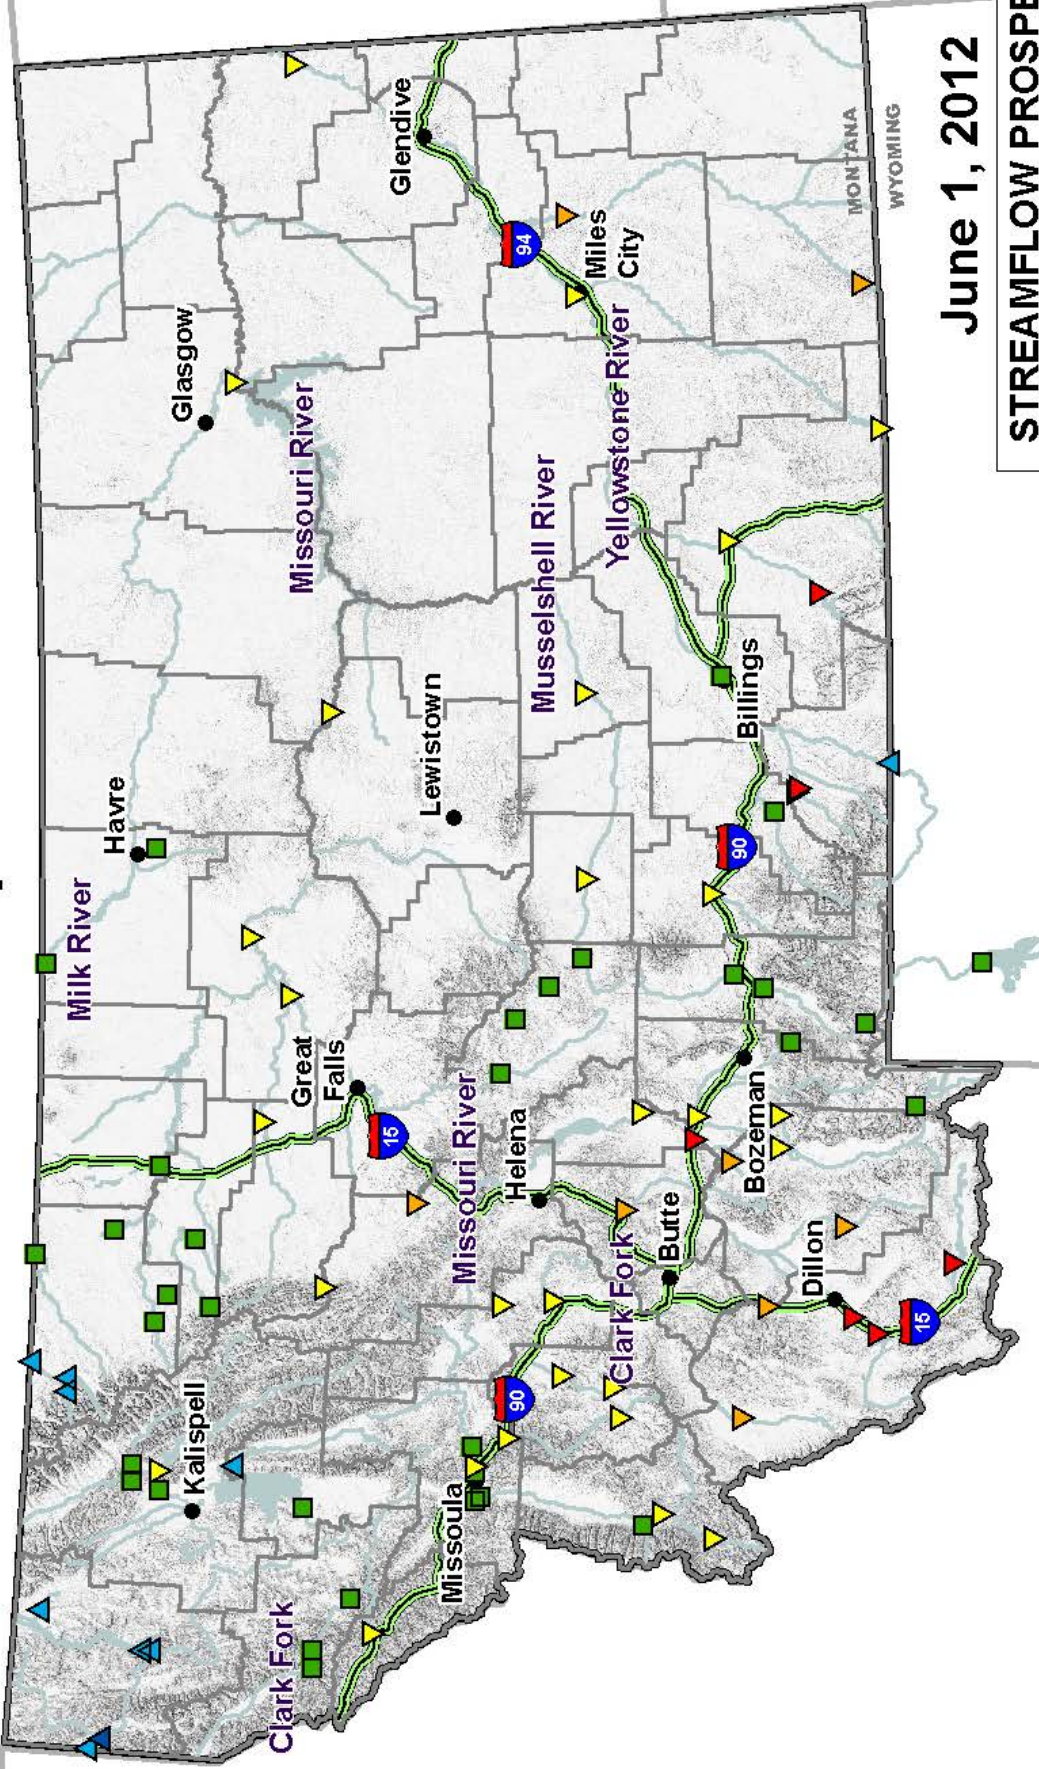 Milk River
Havre
Glasgow
Kalispell
Great
Falls
Missouri River
Clark Fork
15
Glendive
Lewistown
Missouri River
Missoula
90
Helena
94
Musselshell River
Miles
City
Clark Fork
Butte
Yellowstone River
90
Billings
Bozeman
Dillon
15
MONTANA
WYOMING
June 1, 2012